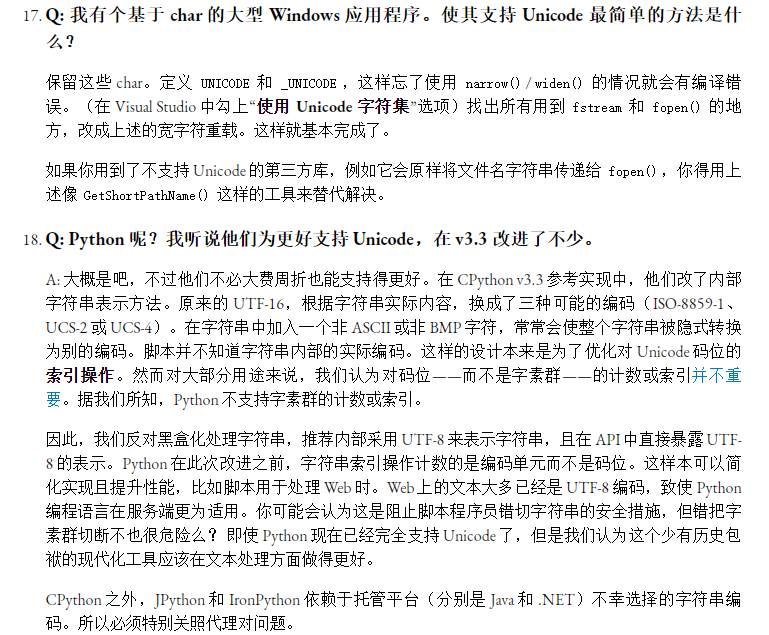 17. Q: 我有个基于 char 的大型 Windows 应用程序。使其支持 Unicode 最简单的方法是什
么？
保留这些 char。定义 UNICODE 和 _UNICODE ，这样忘了使用 narrow() / widen() 的情况就会有编译错
误。（在 Visual Studio 中勾上“使用 Unicode 字符集”选项）找出所有用到 fstream 和 fopen() 的地
方，改成上述的宽字符重载。这样就基本完成了。
如果你用到了不支持 Unicode 的第三方库，例如它会原样将文件名字符串传递给 fopen() ，你得用上
述像 GetShortPathName() 这样的工具来替代解决。
18. Q: Python 呢？我听说他们为更好支持 Unicode，在 v3.3 改进了不少。
A: 大概是吧，不过他们不必大费周折也能支持得更好。在 CPython v3.3 参考实现中，他们改了内部
字符串表示方法。原来的 UTF-16，根据字符串实际内容，换成了三种可能的编码（ISO-8859-1、
UCS-2 或 UCS-4）。在字符串中加入一个非 ASCII 或非 BMP 字符，常常会使整个字符串被隐式转换
为别的编码。脚本并不知道字符串内部的实际编码。这样的设计本来是为了优化对 Unicode 码位的
索引操作。然而对大部分用途来说，我们认为对码位——而不是字素群——的计数或索引并不重
要。据我们所知，Python 不支持字素群的计数或索引。
因此，我们反对黑盒化处理字符串，推荐内部采用 UTF-8 来表示字符串，且在 API 中直接暴露 UTF-
8 的表示。Python 在此次改进之前，字符串索引操作计数的是编码单元而不是码位。这样本可以简
化实现且提升性能，比如脚本用于处理 Web 时。Web 上的文本大多已经是 UTF-8 编码，致使 Python
编程语言在服务端更为适用。你可能会认为这是阻止脚本程序员错切字符串的安全措施，但错把字
素群切断不也很危险么？即使 Python 现在已经完全支持 Unicode 了，但是我们认为这个少有历史包
袱的现代化工具应该在文本处理方面做得更好。
CPython 之外，JPython 和 IronPython 依赖于托管平台（分别是 Java 和 .NET）不幸选择的字符串编
码。所以必须特别关照代理对问题。